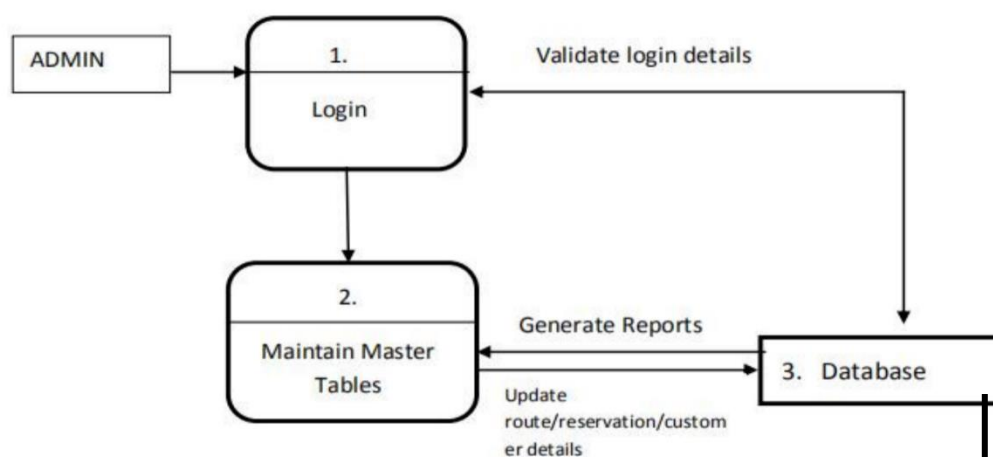 ADMIN
1.
Login
Validate login details
2.
Maintain Master
Tables
Generate Reports
Update
route/reservation/custom
er details
3. Database